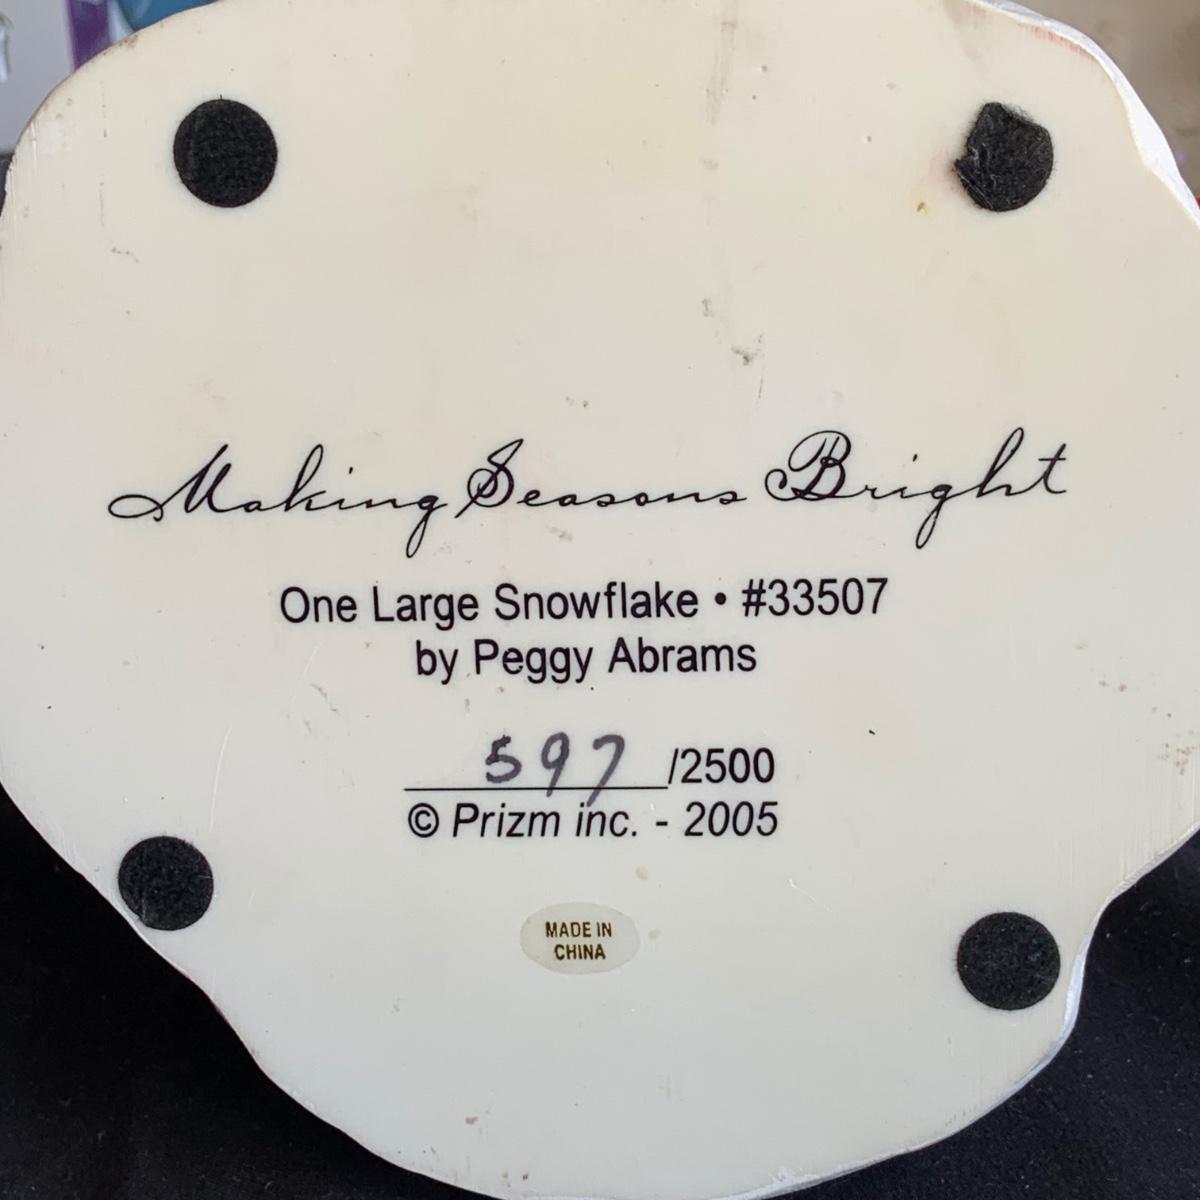 Making Seasons Bright
One Large Snowflake • #33507
by Peggy Abrams
597/2500
© Prizm inc. - 2005
MADE IN
CHINA